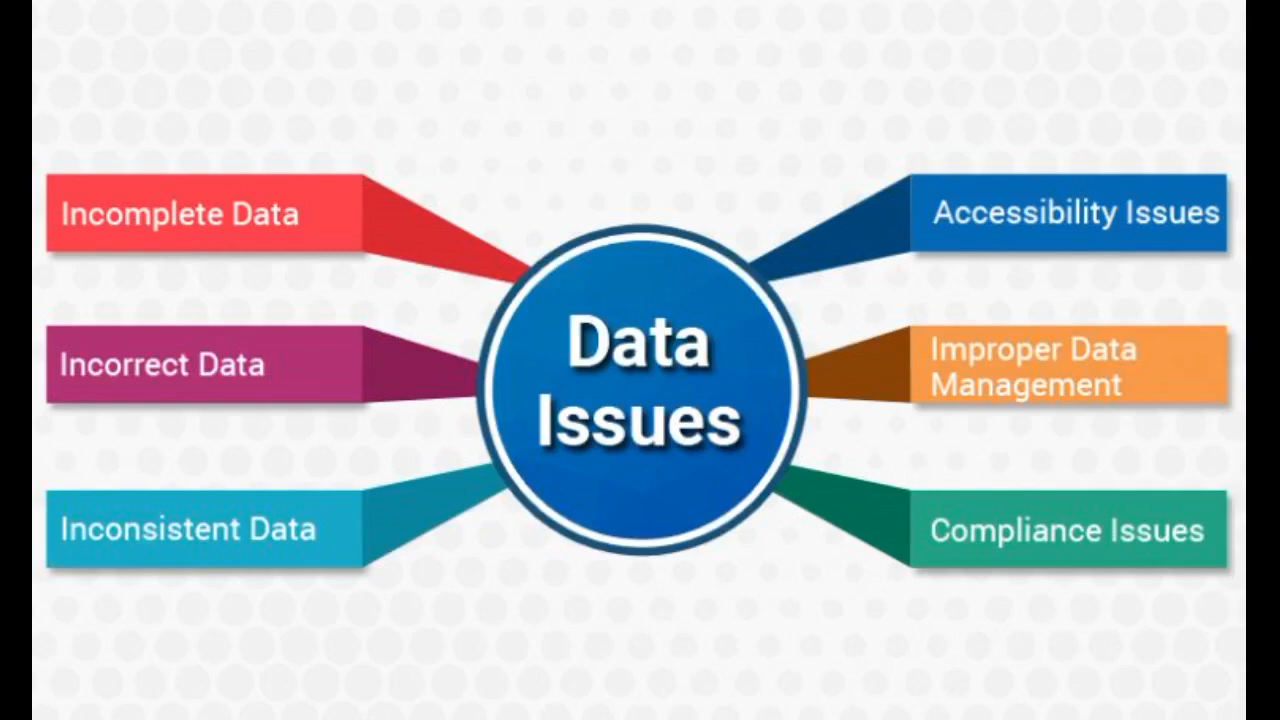 Incomplete Data
Incorrect Data
Inconsistent Data
Data
Issues
Accessibility Issues
Improper Data
Management
Compliance Issues